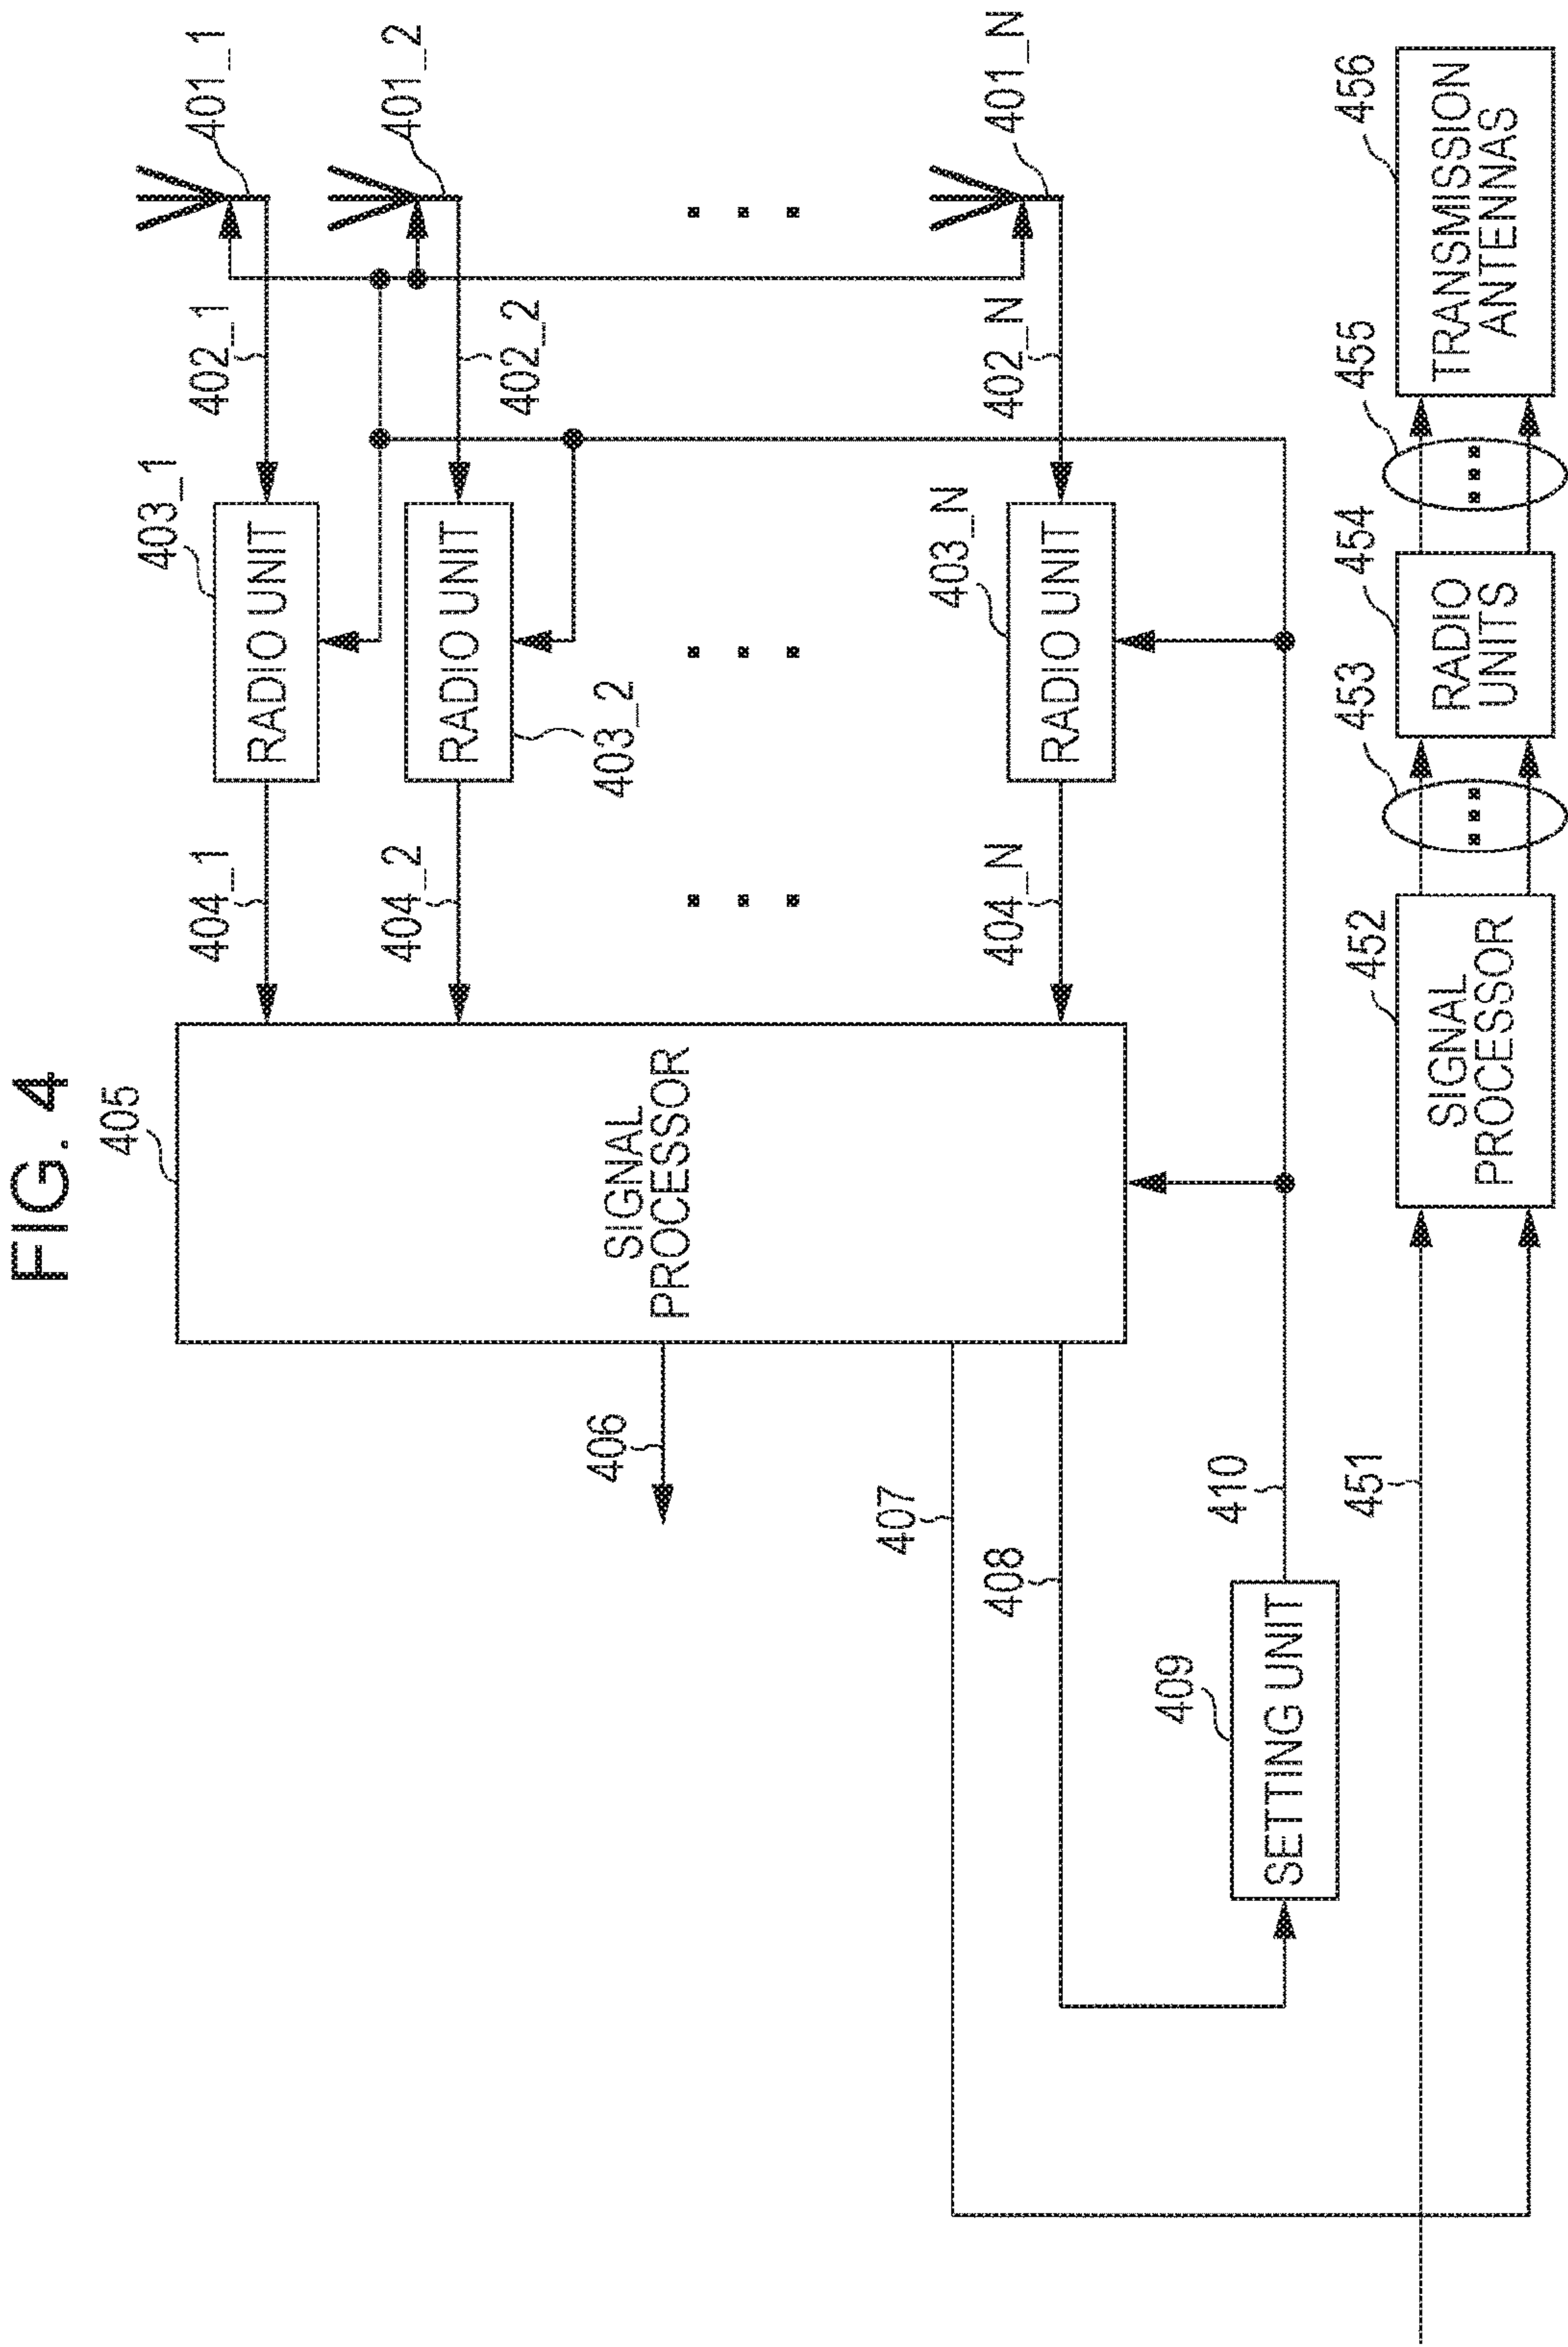 FIG. 4
401_1
402_1
403_1
RADIO UNIT
404_1
401_2
402_2
403_2
RADIO UNIT
404_2
401_N
402_N
403_N
RADIO UNIT
404_N
405
SIGNAL
PROCESSOR
406
407
408
409
SETTING UNIT
410
451
452
SIGNAL
PROCESSOR
453
454
RADIO
UNITS
455
456
TRANSMISSION
ANTENNAS